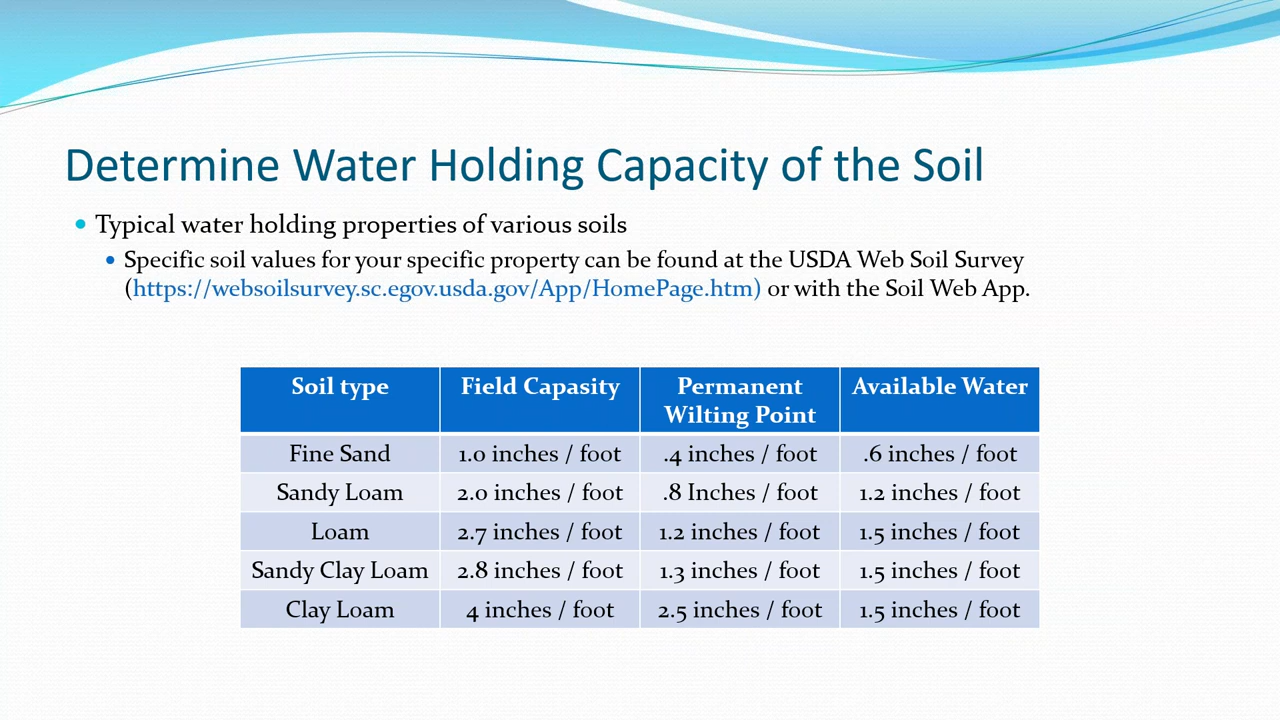 Determine Water Holding Capacity of the Soil
Typical water holding properties of various soils
Specific soil values for your specific property can be found at the USDA Web Soil Survey
(https://websoilsurvey.sc.egov.usda.gov/App/HomePage.htm) or with the Soil Web App.
Soil type Field Capasity Permanent Wilting Point Available Water
Fine Sand 1.0 inches / foot .4 inches / foot .6 inches / foot
Sandy Loam 2.0 inches / foot .8 Inches / foot 1.2 inches / foot
Loam 2.7 inches / foot 1.2 inches / foot 1.5 inches / foot
Sandy Clay Loam 2.8 inches / foot 1.3 inches / foot 1.5 inches / foot
Clay Loam 4 inches / foot 2.5 inches / foot 1.5 inches / foot